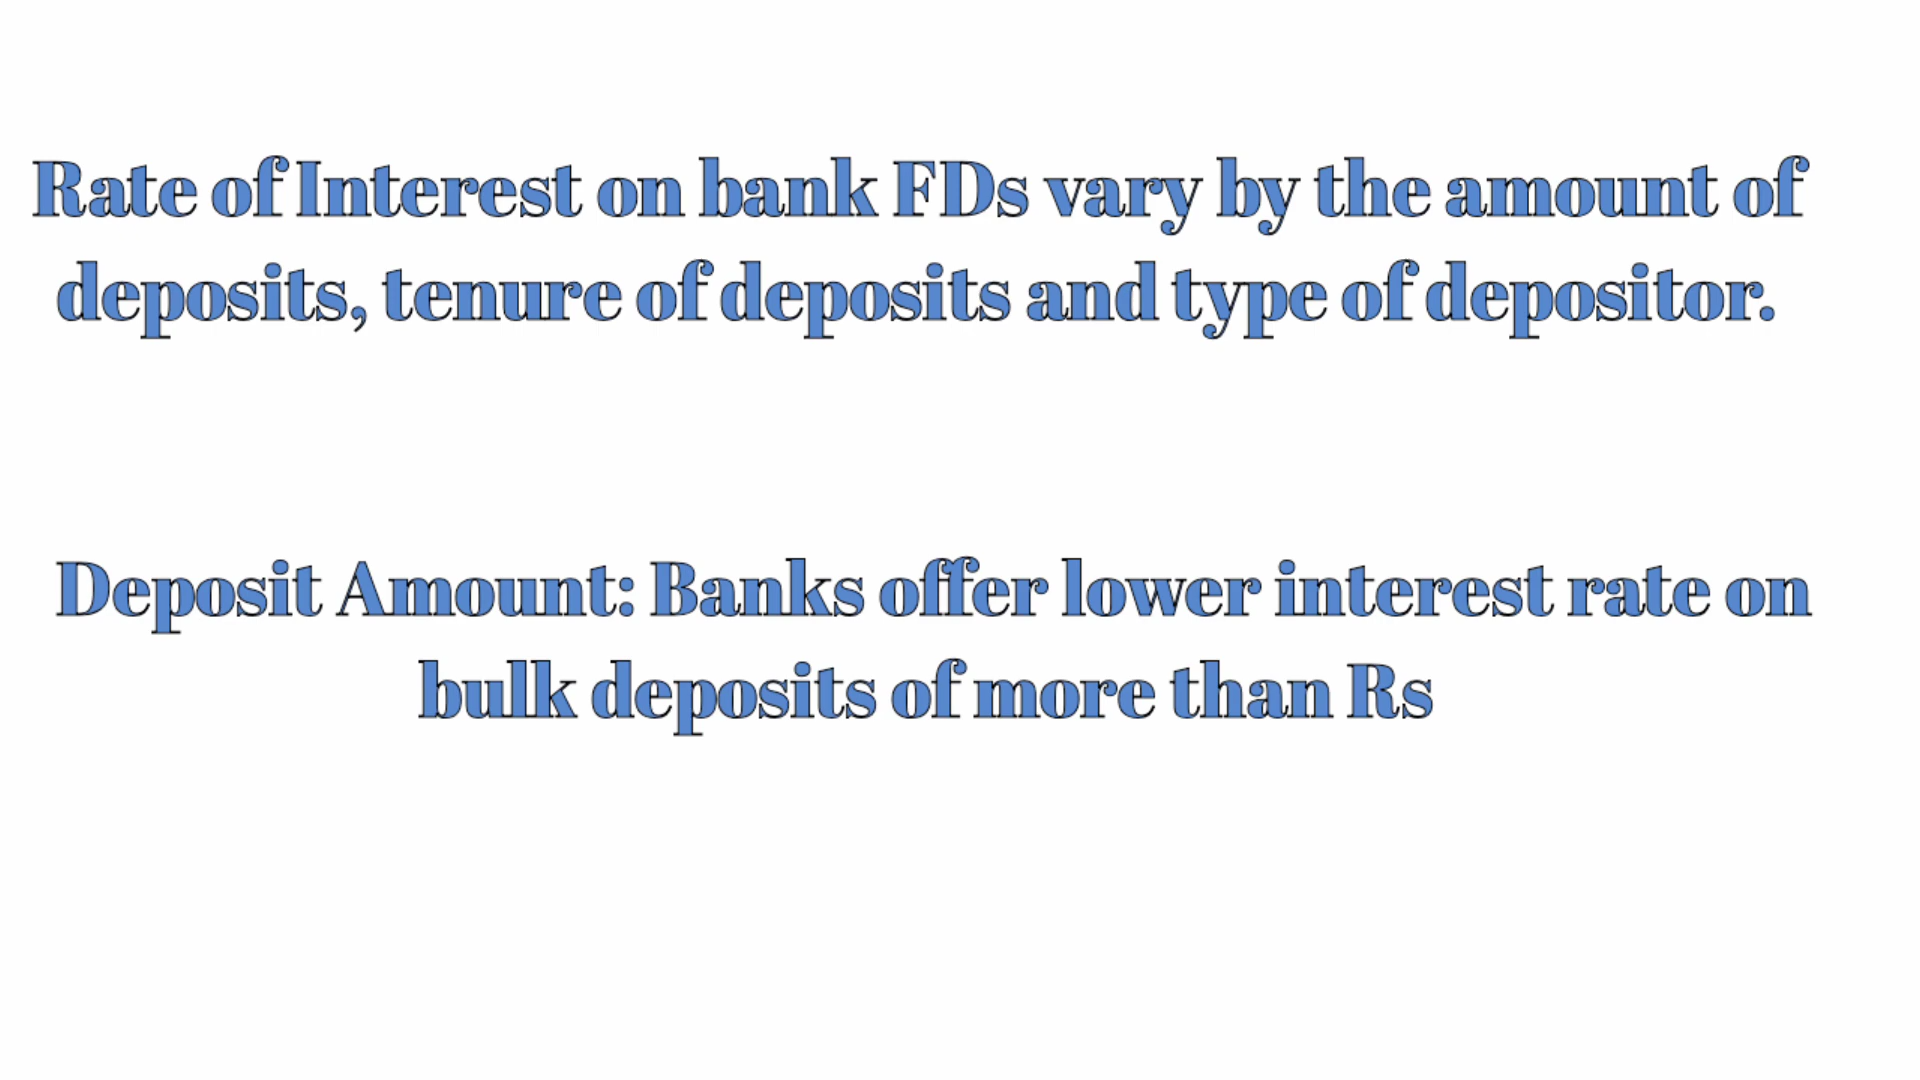 Rate of Interest on bank FDs vary by the amount of
deposits, tenure of deposits and type of depositor.
Deposit Amount: Banks offer lower interest rate on
bulk deposits of more than Rs